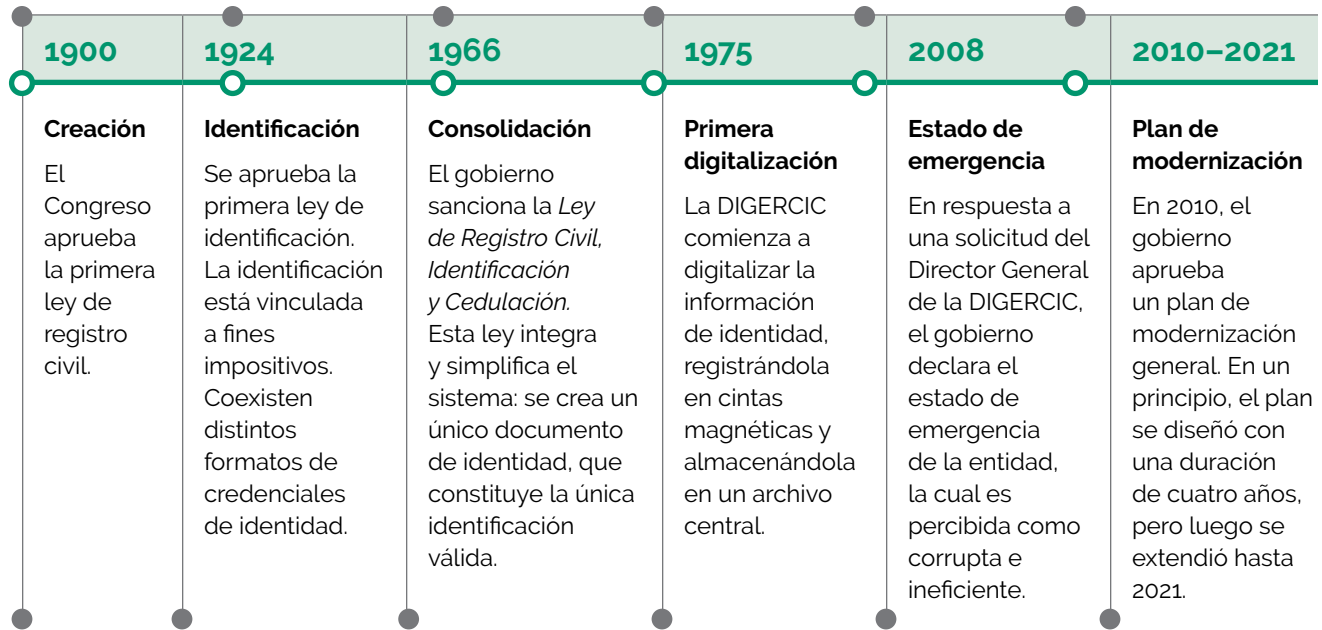 1900
Creación
El
Congreso
aprueba
la primera
ley de
registro
civil.
1924
Identificación
Se aprueba la
primera ley de
identificación.
La identificación
está vinculada
a fines
impositivos.
Coexisten
distintos
formatos de
credenciales
de identidad.
1966
Consolidación
El gobierno
sanciona la Ley
de Registro Civil,
Identificación
y Cedulación.
Esta ley integra
y simplifica el
sistema: se crea un
único documento
de identidad, que
constituye la única
identificación
válida.
1975
Primera
digitalización
La DIGERCIC
comienza a
digitalizar la
información
de identidad,
registrándola
en cintas
magnéticas y
almacenándola
en un archivo
central.
2008
Estado de
emergencia
En respuesta a
una solicitud del
Director General
de la DIGERCIC,
el gobierno
declara el
estado de
emergencia
de la entidad,
la cual es
percibida como
corrupta e
ineficiente.
2010–2021
Plan de
modernización
En 2010, el
gobierno
aprueba
un plan de
modernización
general. En un
principio, el plan
se diseñó con
una duración
de cuatro años,
pero luego se
extendió hasta
2021.